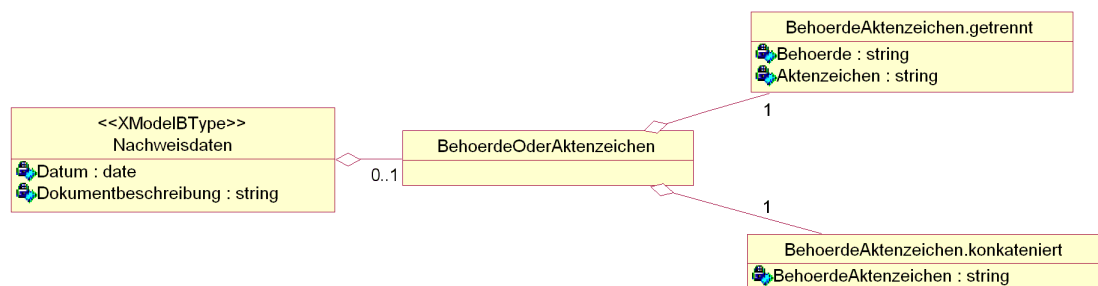 <<XModelBType>>
Nachweisdaten
Datum : date
Dokumentbeschreibung : string
0..1
BehoerdeOderAktenzeichen
BehoerdeAktenzeichen.getrennt
Behoerde : string
Aktenzeichen : string
1
1
BehoerdeAktenzeichen.konkateniert
BehoerdeAktenzeichen : string